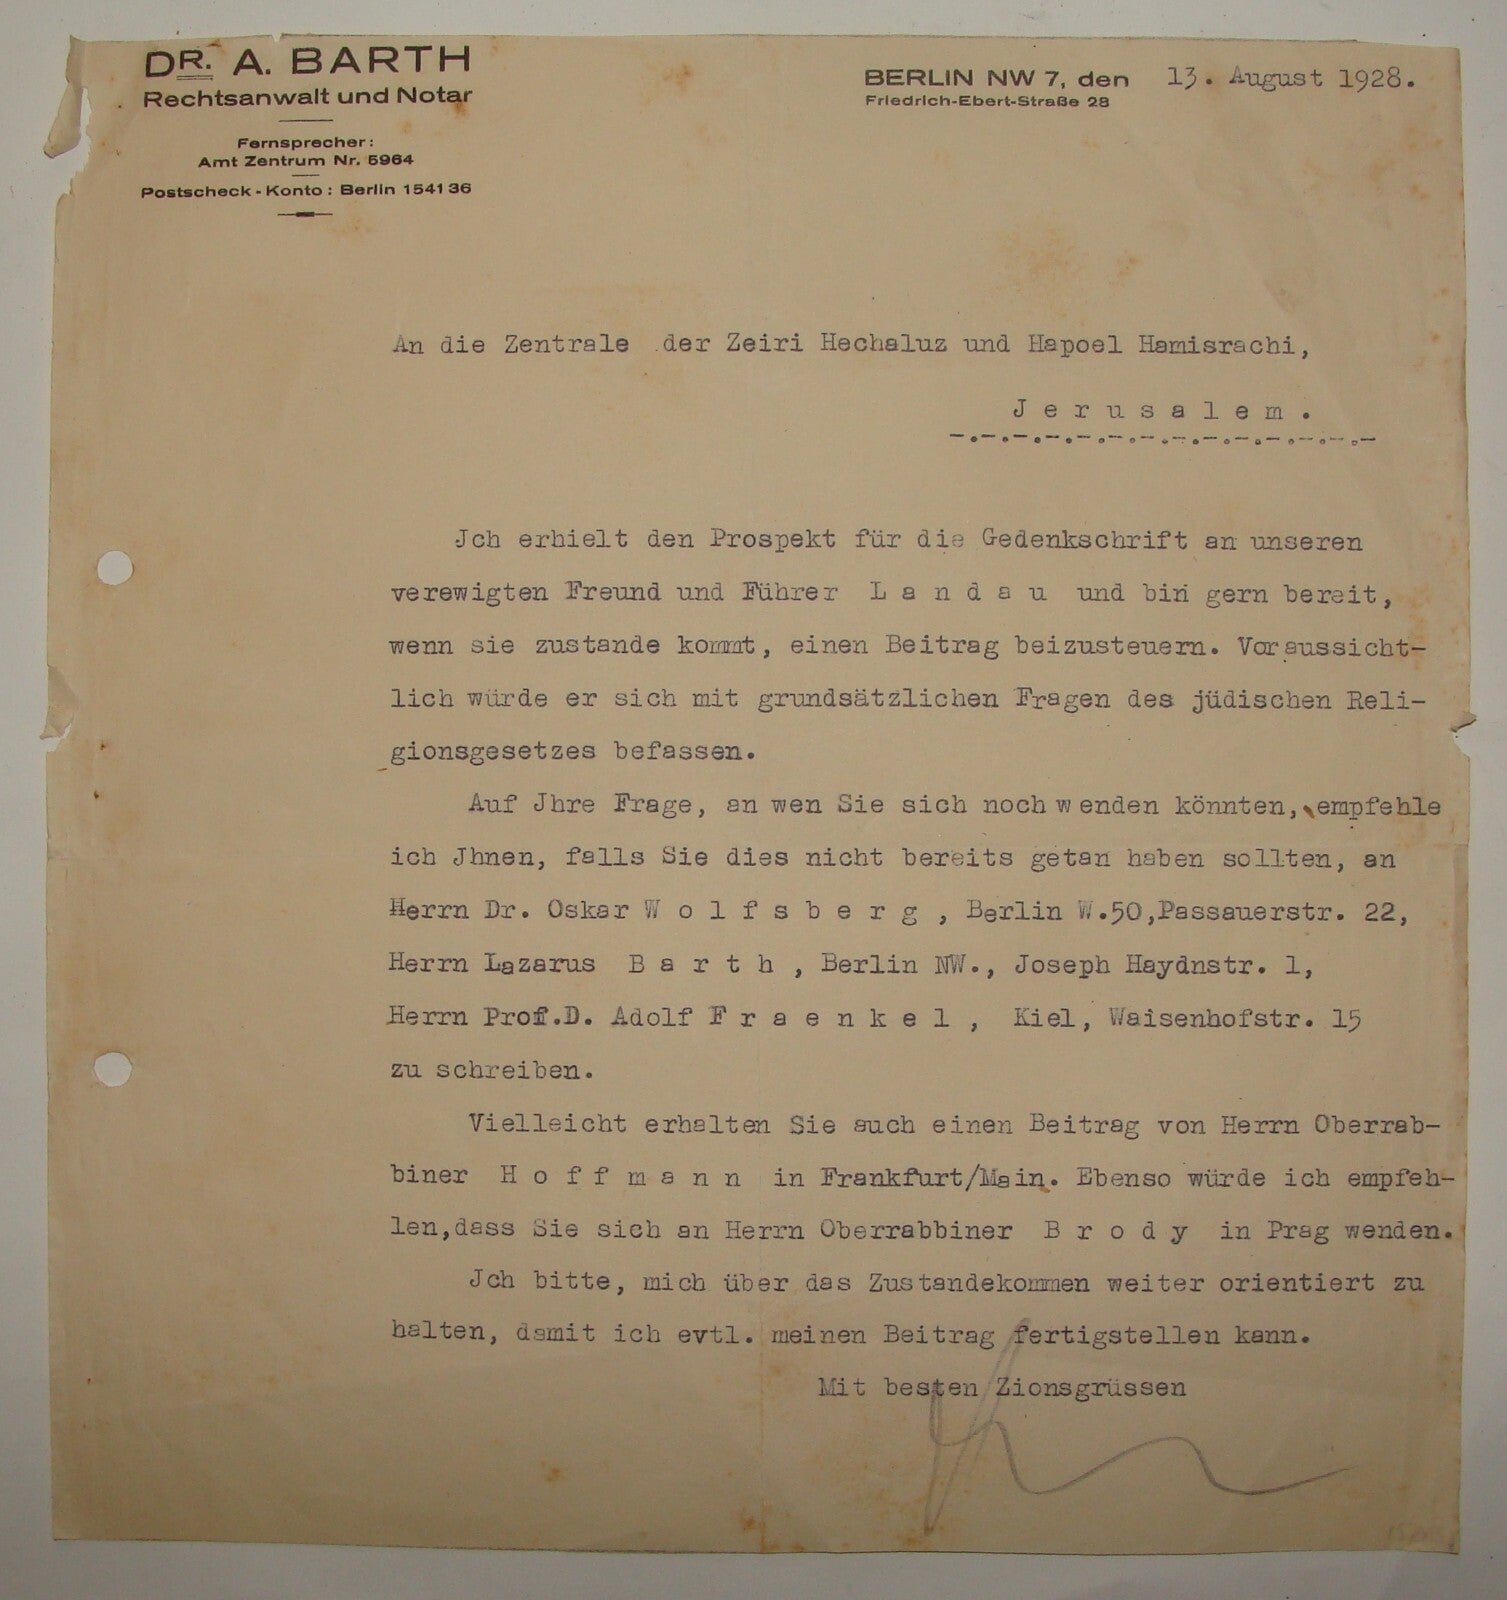 DR. A. BARTH
Rechtsanwalt und Notar
Fernsprecher:
Amt Zentrum Nr. 5964
Postscheck-Konto: Berlin 154136
BERLIN NW 7, den 13. August 1928.
Friedrich-Ebert-Straße 28
An die Zentrale der Zeiri Hechaluz und Hapoel Hamisrachi,
J e r u s a l e m .
-.-.-.-.-.-.-.-.-.-.-.-.-.-
Jch erhielt den Prospekt für die Gedenkschrift an unseren
verewigten Freund und Führer L a n d a u und bin gern bereit,
wenn sie zustande kommt, einen Beitrag beizusteuern. Voraussicht-
lich würde er sich mit grundsätzlichen Fragen des jüdischen Reli-
gionsgesetzes befassen.
Auf Jhre Frage, an wen Sie sich noch wenden könnten, empfehle
ich Jhnen, falls Sie dies nicht bereits getan haben sollten, an
Herrn Dr. Oskar W o l f s b e r g , Berlin W.50,Passauerstr. 22,
Herrn Lazarus B a r t h , Berlin NW., Joseph Haydnstr. 1,
Herrn Prof.D. Adolf F r a e n k e l , Kiel, Waisenhofstr. 15
zu schreiben.
Vielleicht erhalten Sie auch einen Beitrag von Herrn Oberrab-
biner H o f f m a n n in Frankfurt/Main. Ebenso würde ich empfeh-
len,dass Sie sich an Herrn Oberrabbiner B r o d y in Prag wenden.
Jch bitte, mich über das Zustandekommen weiter orientiert zu
halten, damit ich evtl. meinen Beitrag fertigstellen kann.
Mit besten Zionsgrüssen